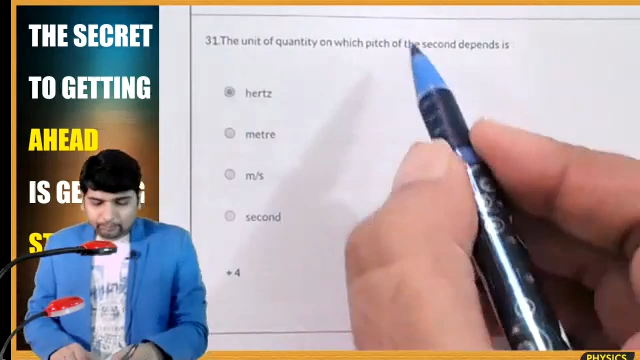 THE SECRET
TO GETTING
AHEAD
IS GE
G
ST
31.The unit of quantity on which pitch of the second depends is
hertz
metre
m/s
second
+4
PHYSICS